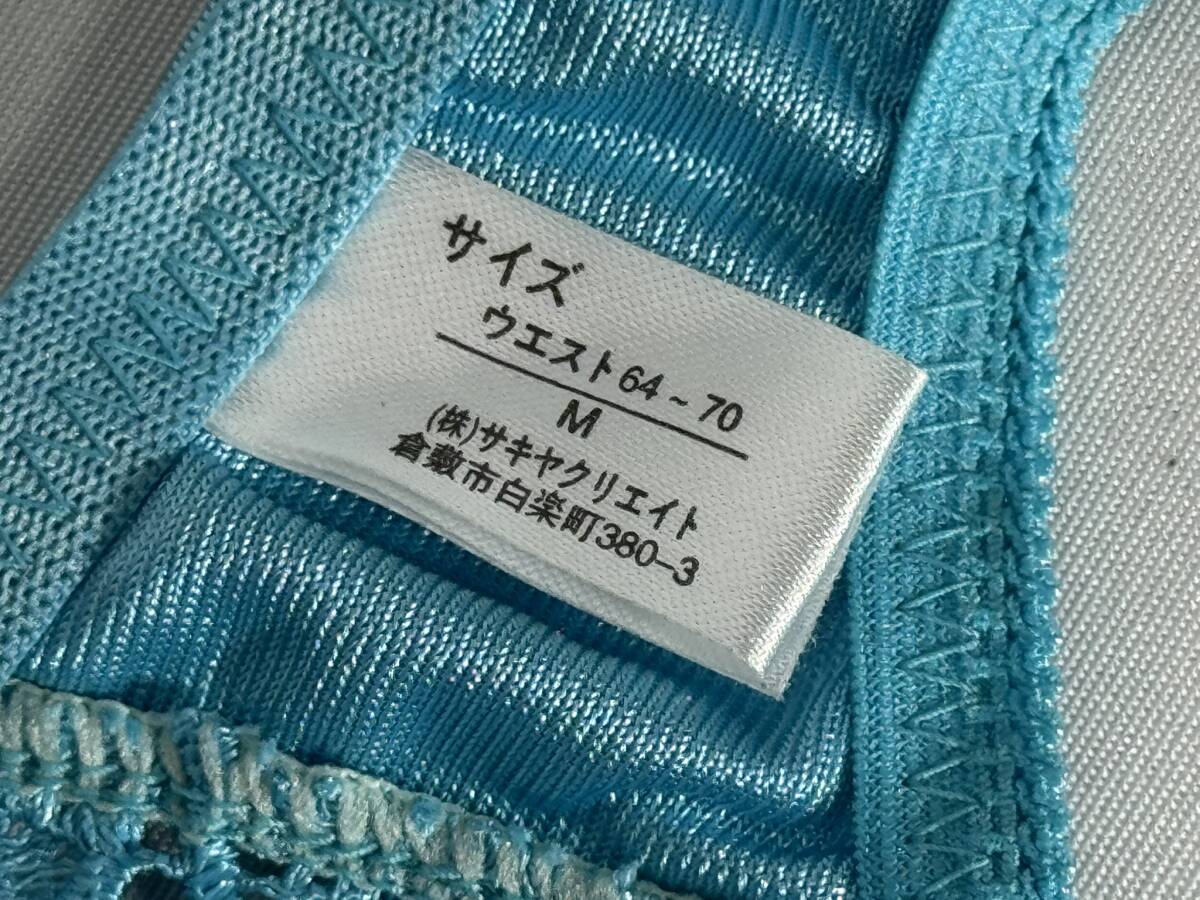 サイズ
ウエスト64~70
M
(株)サキヤクリエイト
倉敷市白楽町380-3